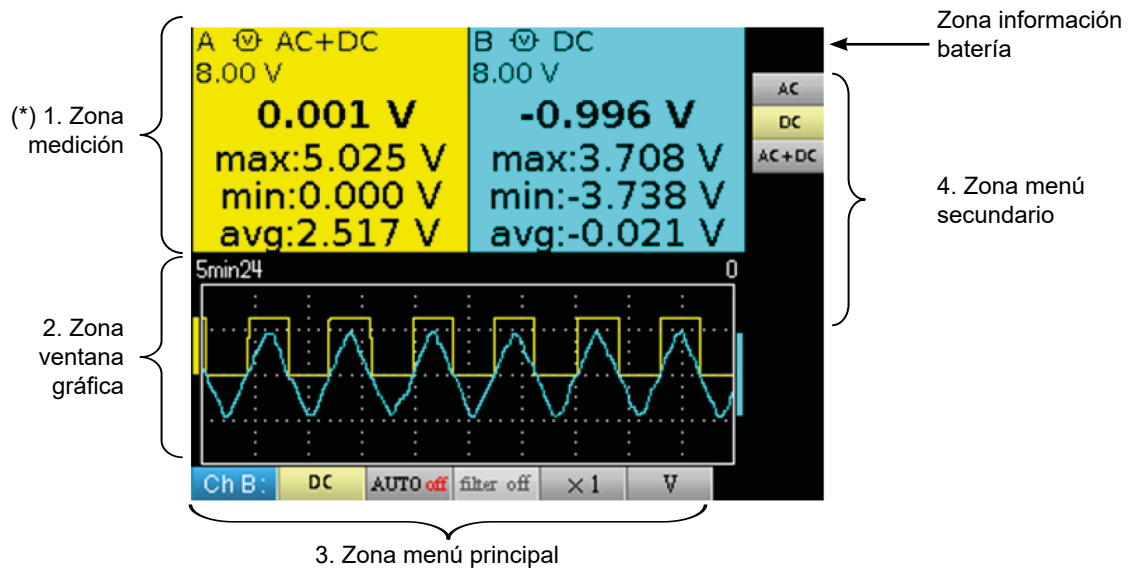 Zona información
batería
(*) 1. Zona
medición
A V AC+DC
8.00 V
0.001 V
max:5.025 V
min:0.000 V
avg:2.517 V
B V DC
8.00 V
-0.996 V
max:3.708 V
min:-3.738 V
avg:-0.021 V
AC
DC
AC+DC
4. Zona menú
secundario
2. Zona
ventana
gráfica
5min24 0
Ch B: DC AUTO off filter off ×1 V
3. Zona menú principal